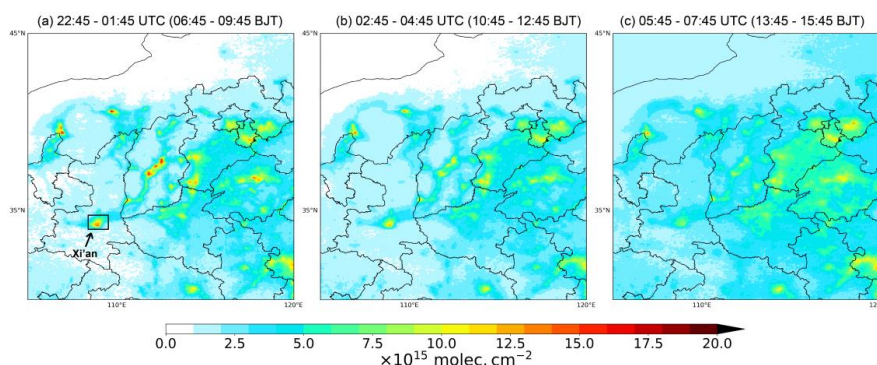 (a) 22:45 - 01:45 UTC (06:45 - 09:45 BJT)
(b) 02:45 - 04:45 UTC (10:45 - 12:45 BJT)
(c) 05:45 - 07:45 UTC (13:45 - 15:45 BJT)
45°N
45°N
45°N
35°N
35°N
35°N
Xi'an
110°E
120°E
110°E
110°E
0.0 2.5 5.0 7.5 10.0 12.5 15.0 17.5 20.0
×10¹⁵ molec. cm⁻²